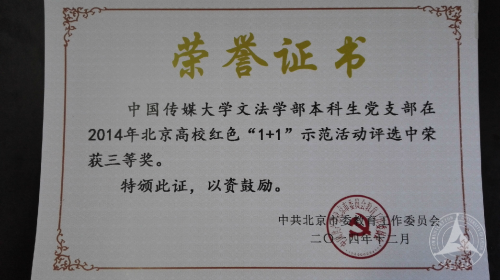 荣誉证书
中国传媒大学文法学部本科生党支部在
2014年北京高校红色“1+1”示范活动评选中荣
获三等奖。
特颁此证，以资鼓励。
中共北京市委教育工作委员会
二〇一四年十二月